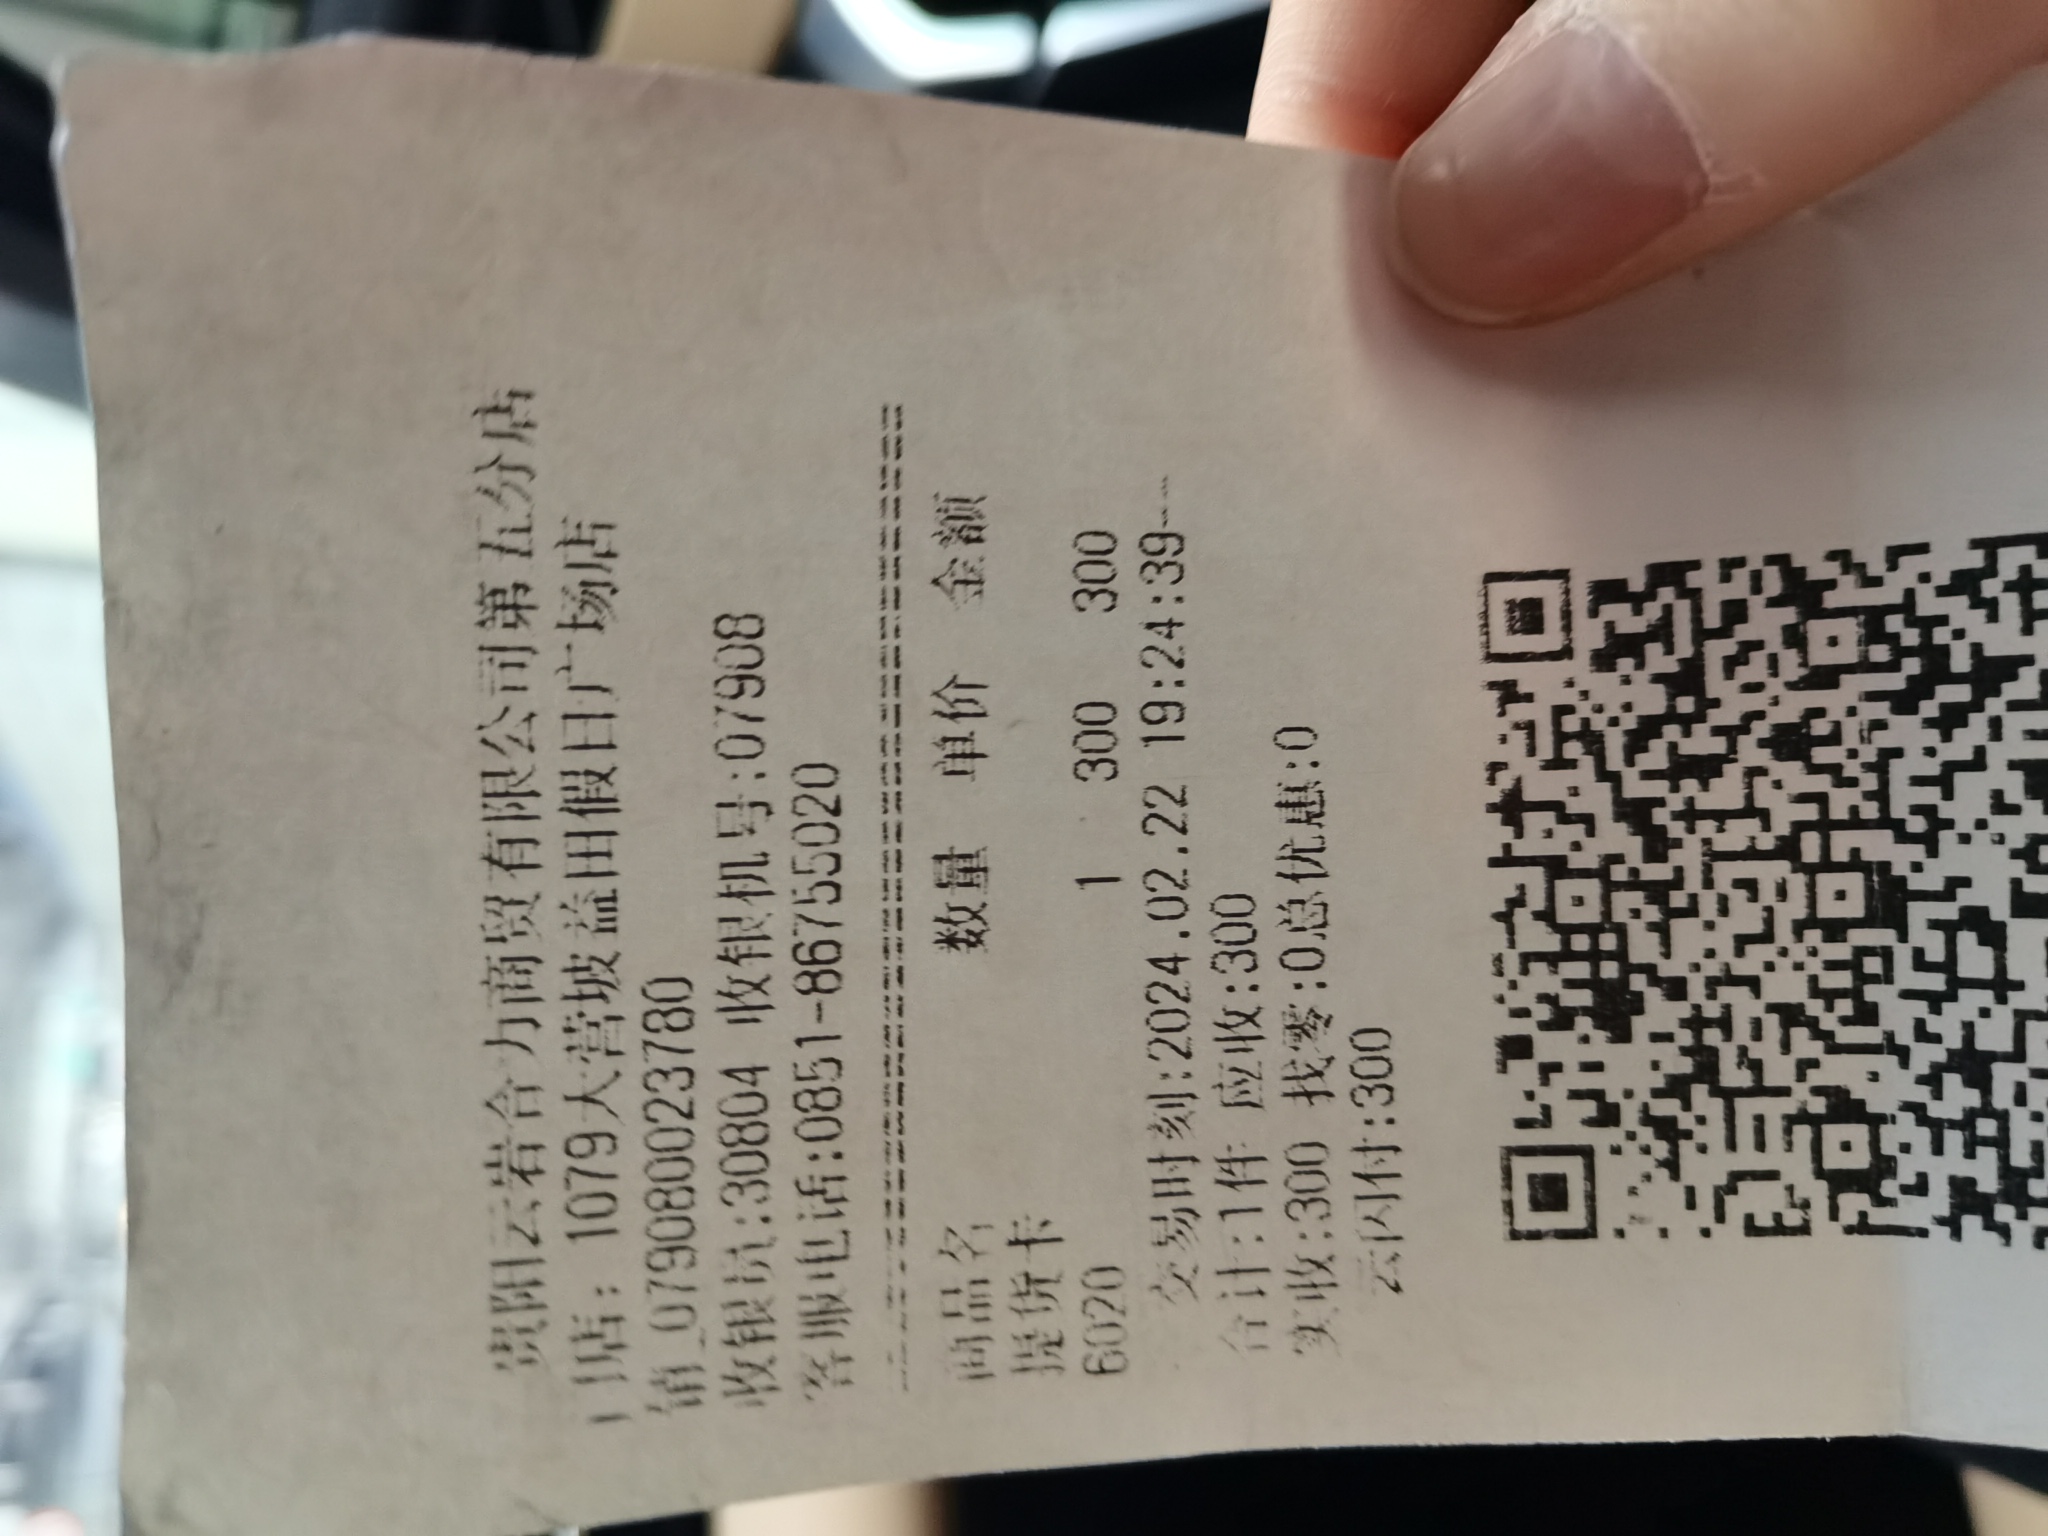 贵阳云岩合力商贸有限公司第五分店
门店: 1079大营坡益田假日广场店
销_079080023780
收银员:30804 收银机号:07908
客服电话:0851-86755020
商品名 数量 单价 金额
提货卡
6020 1 300 300
交易时刻:2024.02.22 19:24:39--
合计:1件 应收:300
实收:300 找零:0总优惠:0
云闪付:300